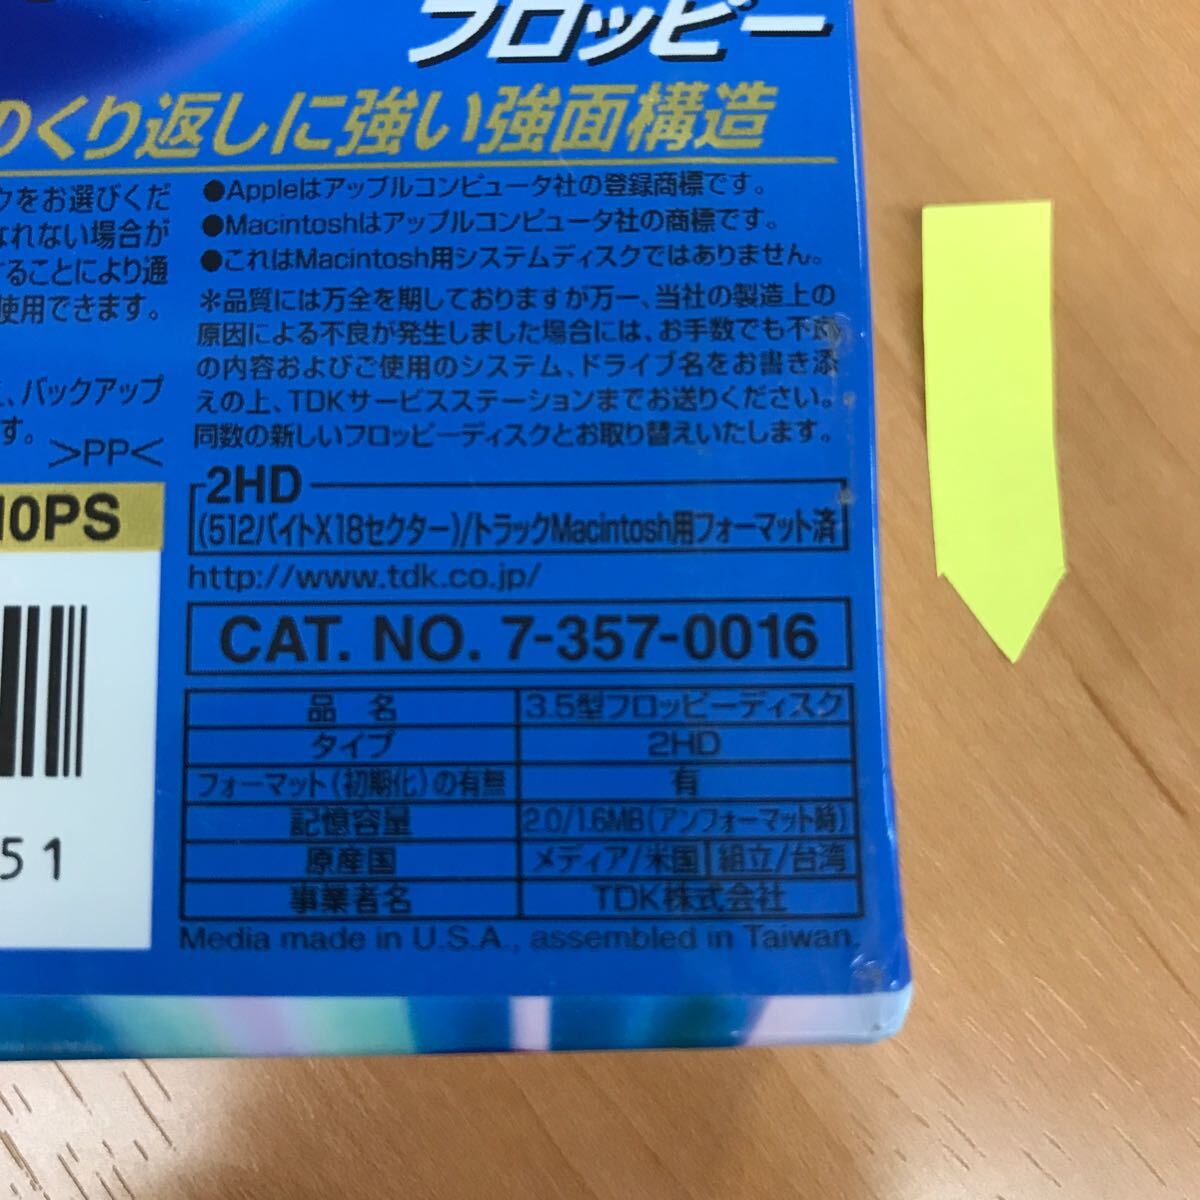 フロッピー
のくり返しに強い強面構造
ウをお選びくだ
なれない場合が
することにより通
使用できます。
、バックアップ
す。
>PP<
10PS
51
●Appleはアップルコンピュータ社の登録商標です。
●Macintoshはアップルコンピュータ社の商標です。
●これはMacintosh用システムディスクではありません。
＊品質には万全を期しておりますが万一、当社の製造上の
原因による不良が発生しました場合には、お手数でも不良
の内容およびご使用のシステム、ドライブ名をお書き添
えの上、TDKサービスステーションまでお送りください。
同数の新しいフロッピーディスクとお取り替えいたします。
2HD
(512バイトX18セクター)/トラックMacintosh用フォーマット済
http://www.tdk.co.jp/
CAT. NO. 7-357-0016
品 名 3.5型フロッピーディスク
タイプ 2HD
フォーマット(初期化)の有無 有
記憶容量 2.0/1.6MB(アンフォーマット時)
原産国 メディア/米国 組立/台湾
事業者名 TDK株式会社
Media made in U.S.A., assembled in Taiwan.